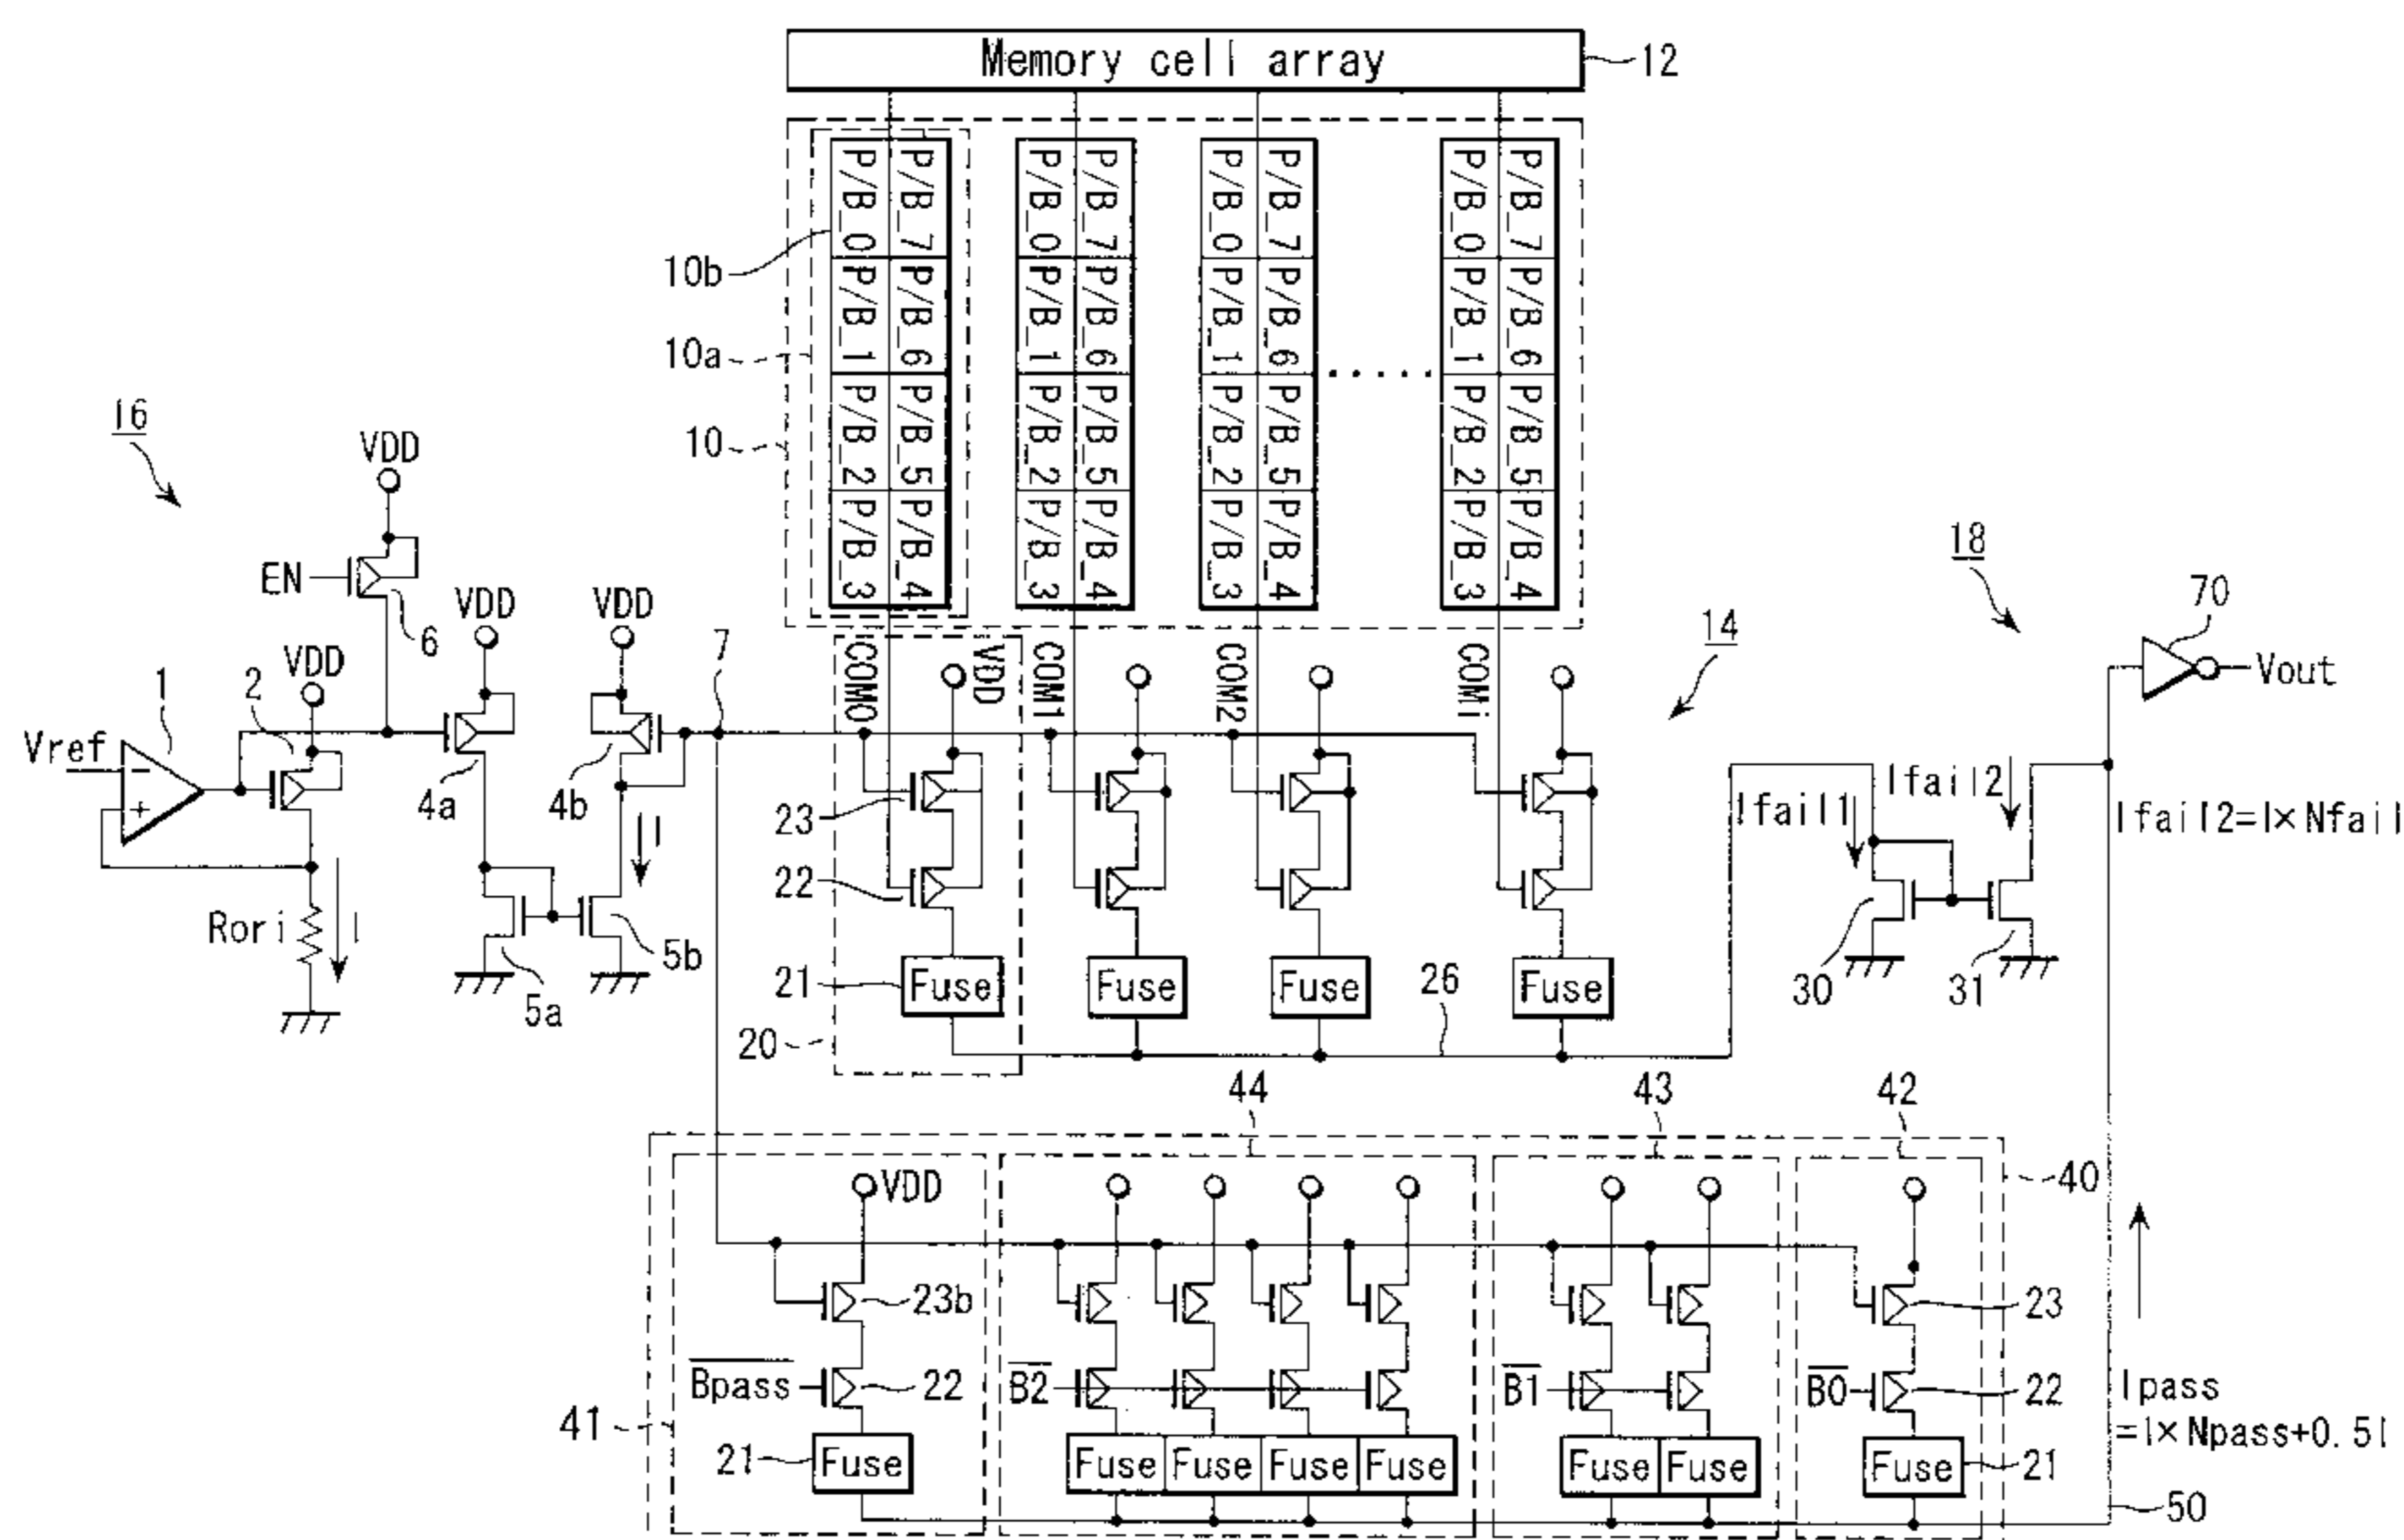 Memory cell array
12
P/B_0 P/B_7 P/B_0 P/B_7 P/B_0 P/B_7 P/B_0 P/B_7
P/B_1 P/B_6 P/B_1 P/B_6 P/B_1 P/B_6 P/B_1 P/B_6
P/B_2 P/B_5 P/B_2 P/B_5 P/B_2 P/B_5 P/B_2 P/B_5
P/B_3 P/B_4 P/B_3 P/B_4 P/B_3 P/B_4 P/B_3 P/B_4
10b
10a
10
.....
16
VDD
EN
6
VDD
VDD
VDD
1
2
Vref
4a
4b
7
I
Rori
I
5a
5b
COM0
VDD
COM1
COM2
COMi
14
23
22
21
Fuse
Fuse
Fuse
Fuse
20
26
18
70
Vout
Ifail1
Ifail2
Ifail2=I×Nfail
30
31
44
43
42
40
VDD
23b
23
Bpass
22
B2
B1
B0
22
41
21
Fuse
Fuse Fuse Fuse Fuse
Fuse Fuse
Fuse
21
Ipass
=I×Npass+0.5I
50